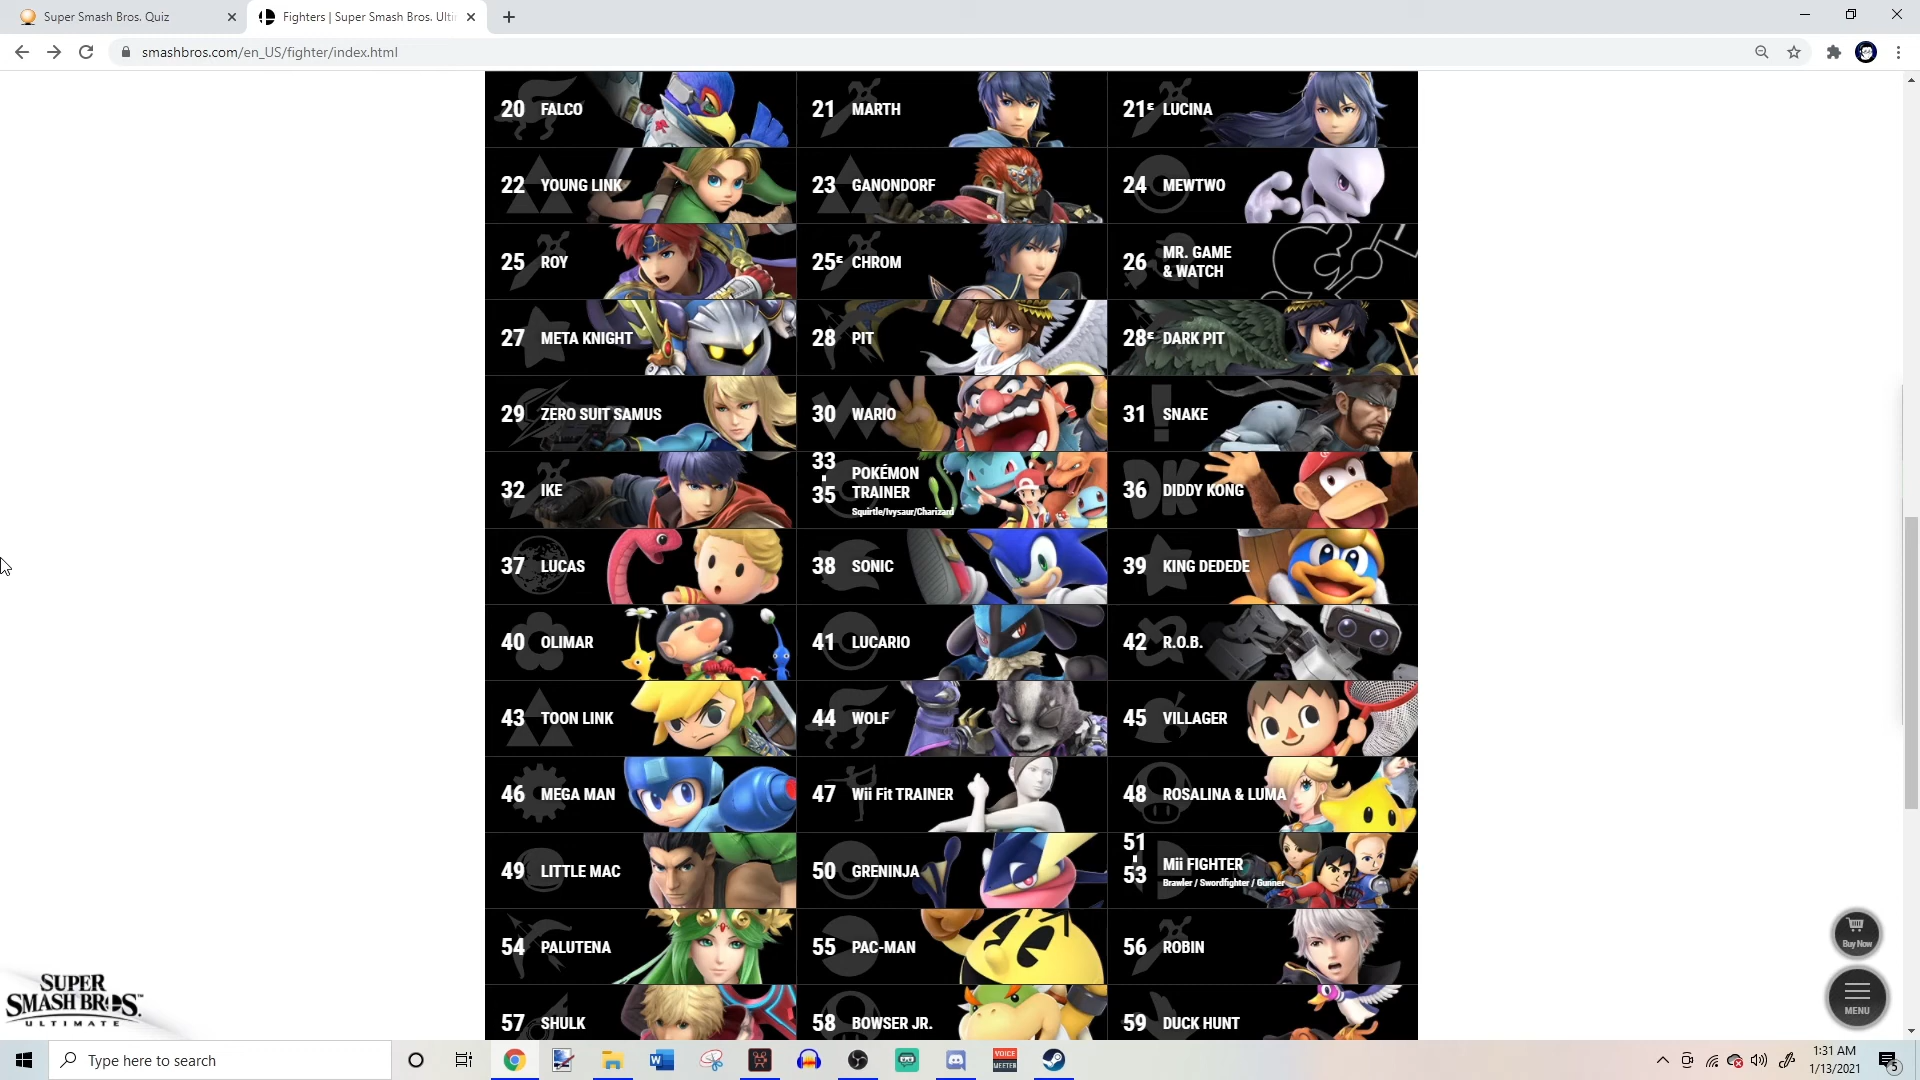 Super Smash Bros. Quiz
Fighters | Super Smash Bros. Ulti
smashbros.com/en_US/fighter/index.html
20 FALCO
21 MARTH
21ε LUCINA
22 YOUNG LINK
23 GANONDORF
24 MEWTWO
25 ROY
25ε CHROM
26 MR. GAME
& WATCH
27 META KNIGHT
28 PIT
28ε DARK PIT
29 ZERO SUIT SAMUS
30 WARIO
31 SNAKE
32 IKE
33
-
35
POKÉMON
TRAINER
Squirtle/Ivysaur/Charizard
DK
36 DIDDY KONG
37 LUCAS
38 SONIC
39 KING DEDEDE
40 OLIMAR
41 LUCARIO
42 R.O.B.
43 TOON LINK
44 WOLF
45 VILLAGER
46 MEGA MAN
47 Wii Fit TRAINER
48 ROSALINA & LUMA
49 LITTLE MAC
50 GRENINJA
51
-
53
Mii FIGHTER
Brawler / Swordfighter / Gunner
54 PALUTENA
55 PAC-MAN
56 ROBIN
57 SHULK
58 BOWSER JR.
59 DUCK HUNT
Buy Now
MENU
SUPER
SMASH BROS.
ULTIMATE
Type here to search
VOICE
MEETER
1:31 AM
1/13/2021
5